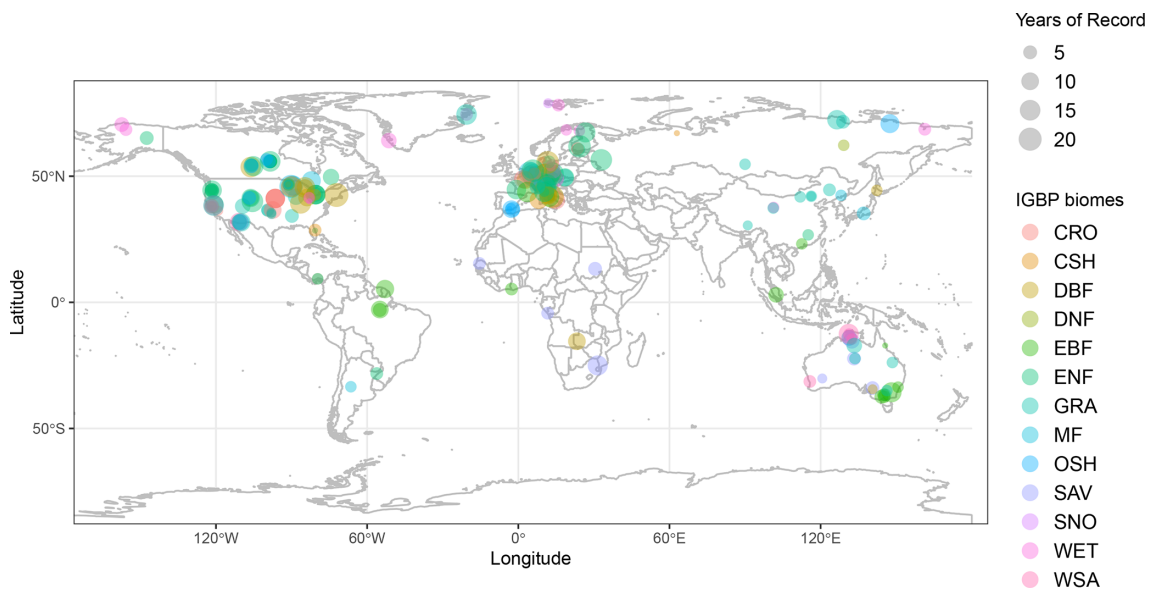 Years of Record
5
10
15
20
50°N
0°
50°S
Latitude
120°W
60°W
0°
60°E
120°E
Longitude
IGBP biomes
CRO
CSH
DBF
DNF
EBF
ENF
GRA
MF
OSH
SAV
SNO
WET
WSA